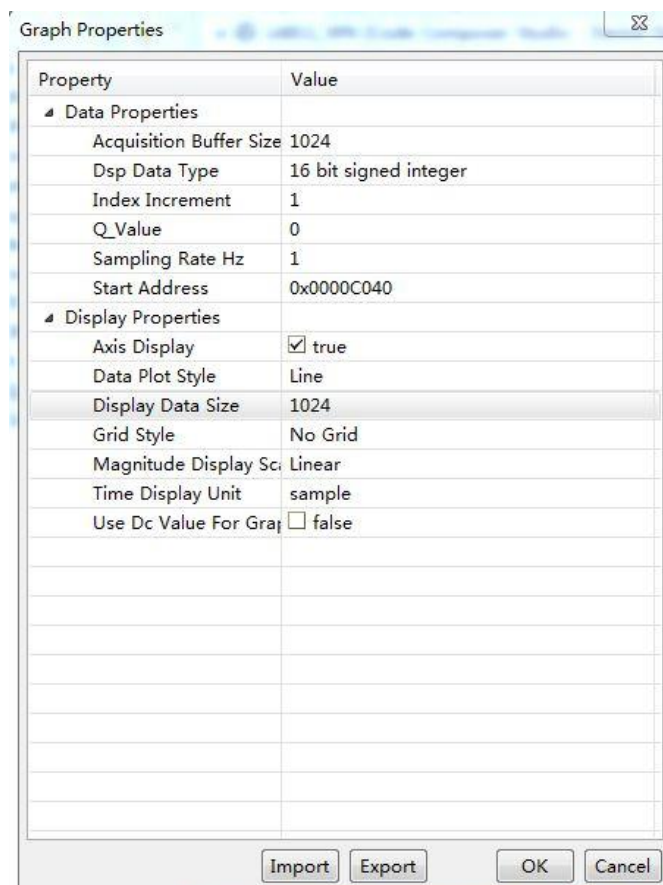 Graph Properties
Property Value
Data Properties
Acquisition Buffer Size 1024
Dsp Data Type 16 bit signed integer
Index Increment 1
Q_Value 0
Sampling Rate Hz 1
Start Address 0x0000C040
Display Properties
Axis Display true
Data Plot Style Line
Display Data Size 1024
Grid Style No Grid
Magnitude Display Sca Linear
Time Display Unit sample
Use Dc Value For Grap false
Import Export OK Cancel